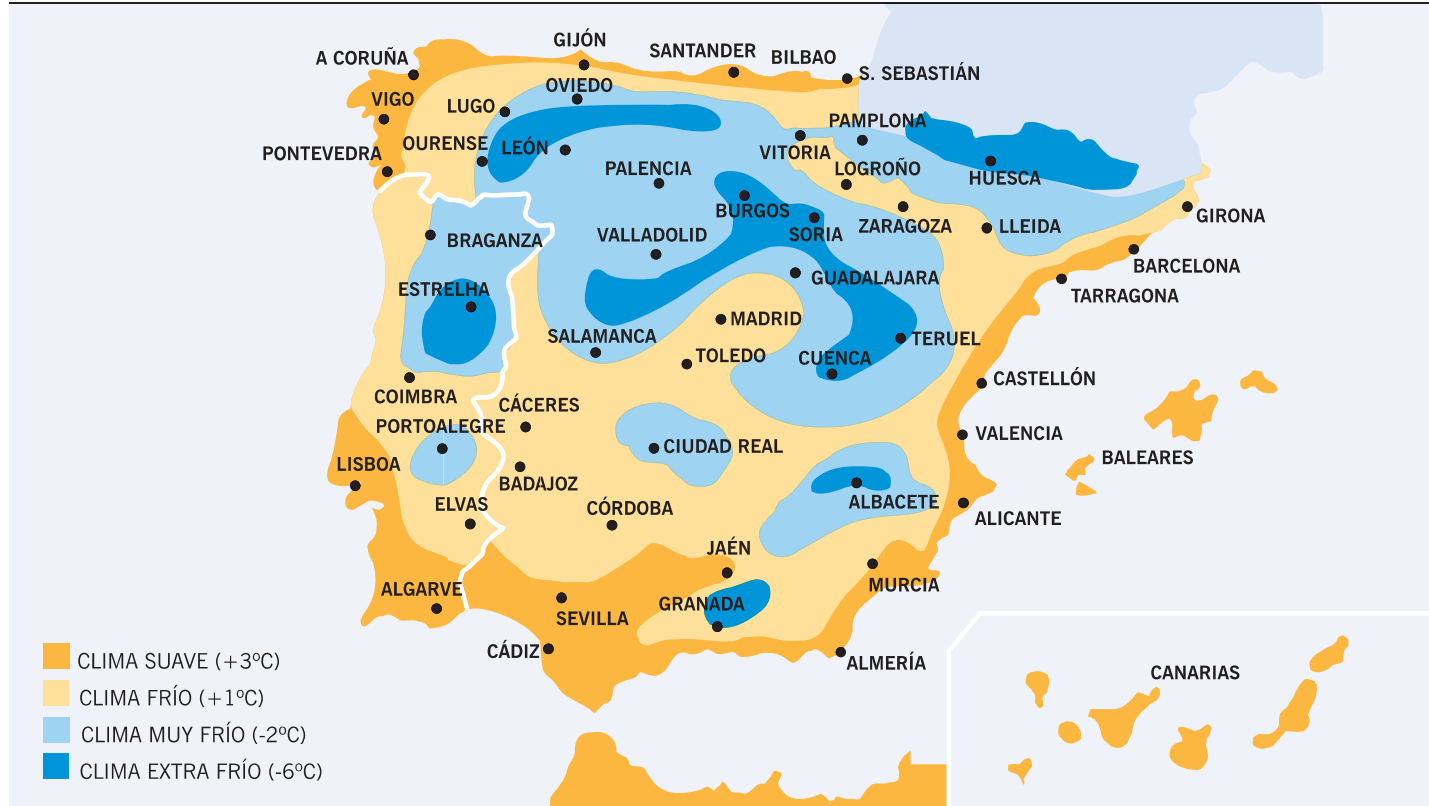 GIJÓN
A CORUÑA
SANTANDER
BILBAO
S. SEBASTIÁN
OVIEDO
VIGO
LUGO
PAMPLONA
OURENSE
LEÓN
PONTEVEDRA
VITORIA
PALENCIA
LOGROÑO
HUESCA
BURGOS
GIRONA
ZARAGOZA
LLEIDA
BRAGANZA
VALLADOLID
SORIA
BARCELONA
GUADALAJARA
ESTRELHA
TARRAGONA
MADRID
SALAMANCA
TERUEL
TOLEDO
CUENCA
CASTELLÓN
COIMBRA
CÁCERES
PORTOALEGRE
CIUDAD REAL
VALENCIA
LISBOA
BALEARES
BADAJOZ
ELVAS
CÓRDOBA
ALBACETE
ALICANTE
JAÉN
ALGARVE
MURCIA
GRANADA
SEVILLA
CÁDIZ
ALMERÍA
CANARIAS
CLIMA SUAVE (+3ºC)
CLIMA FRÍO (+1ºC)
CLIMA MUY FRÍO (-2ºC)
CLIMA EXTRA FRÍO (-6ºC)